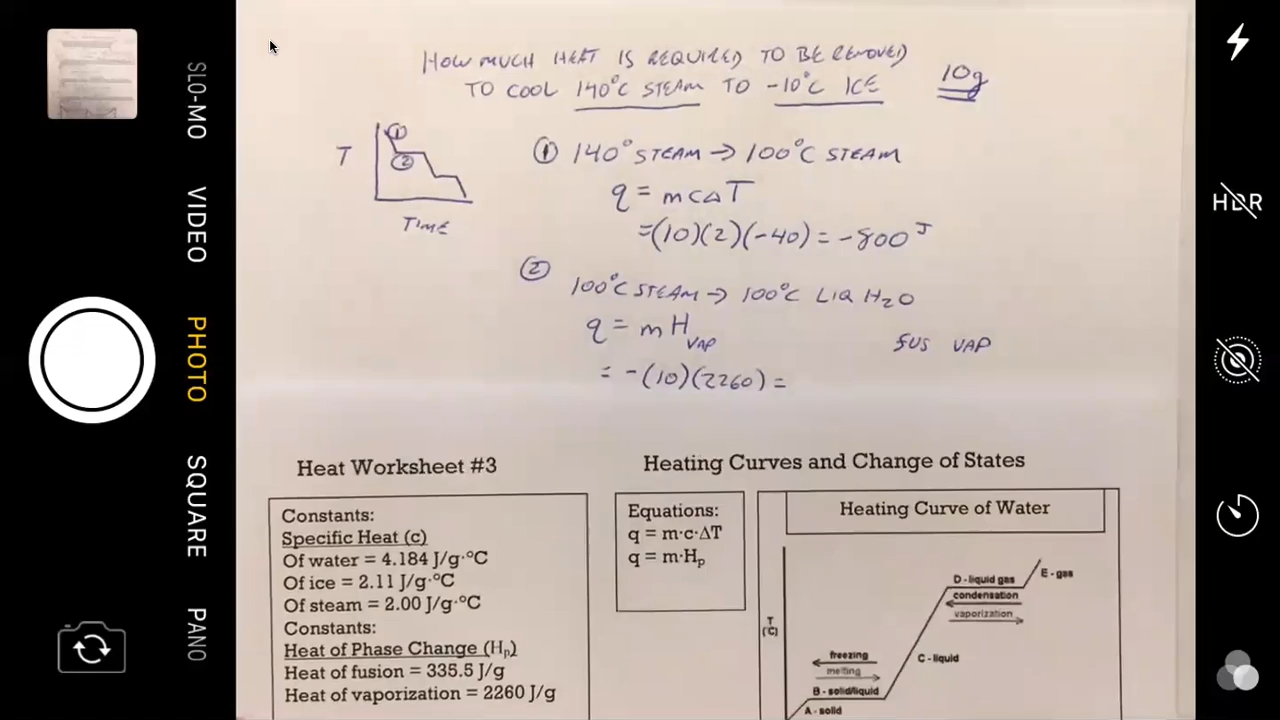 SLO-MO
VIDEO
PHOTO
SQUARE
PANO
HDR
HOW MUCH HEAT IS REQUIRED TO BE REMOVED
TO COOL 140°C STEAM TO -10°C ICE
10g
T
1
2
TIME
① 140° STEAM → 100°C STEAM
q = mcΔT
=(10)(2)(-40) = -800 J
②
100°C STEAM → 100°C LIQ H₂O
q = mH VAP
FUS VAP
= -(10)(2260) =
Heat Worksheet #3
Heating Curves and Change of States
Constants:
Specific Heat (c)
Of water = 4.184 J/g·°C
Of ice = 2.11 J/g·°C
Of steam = 2.00 J/g·°C
Constants:
Heat of Phase Change (Hₚ)
Heat of fusion = 335.5 J/g
Heat of vaporization = 2260 J/g
Equations:
q = m·c·ΔT
q = m·Hₚ
Heating Curve of Water
T
(°C)
D - liquid gas
E - gas
condensation
vaporization
C - liquid
freezing
melting
B - solid/liquid
A - solid